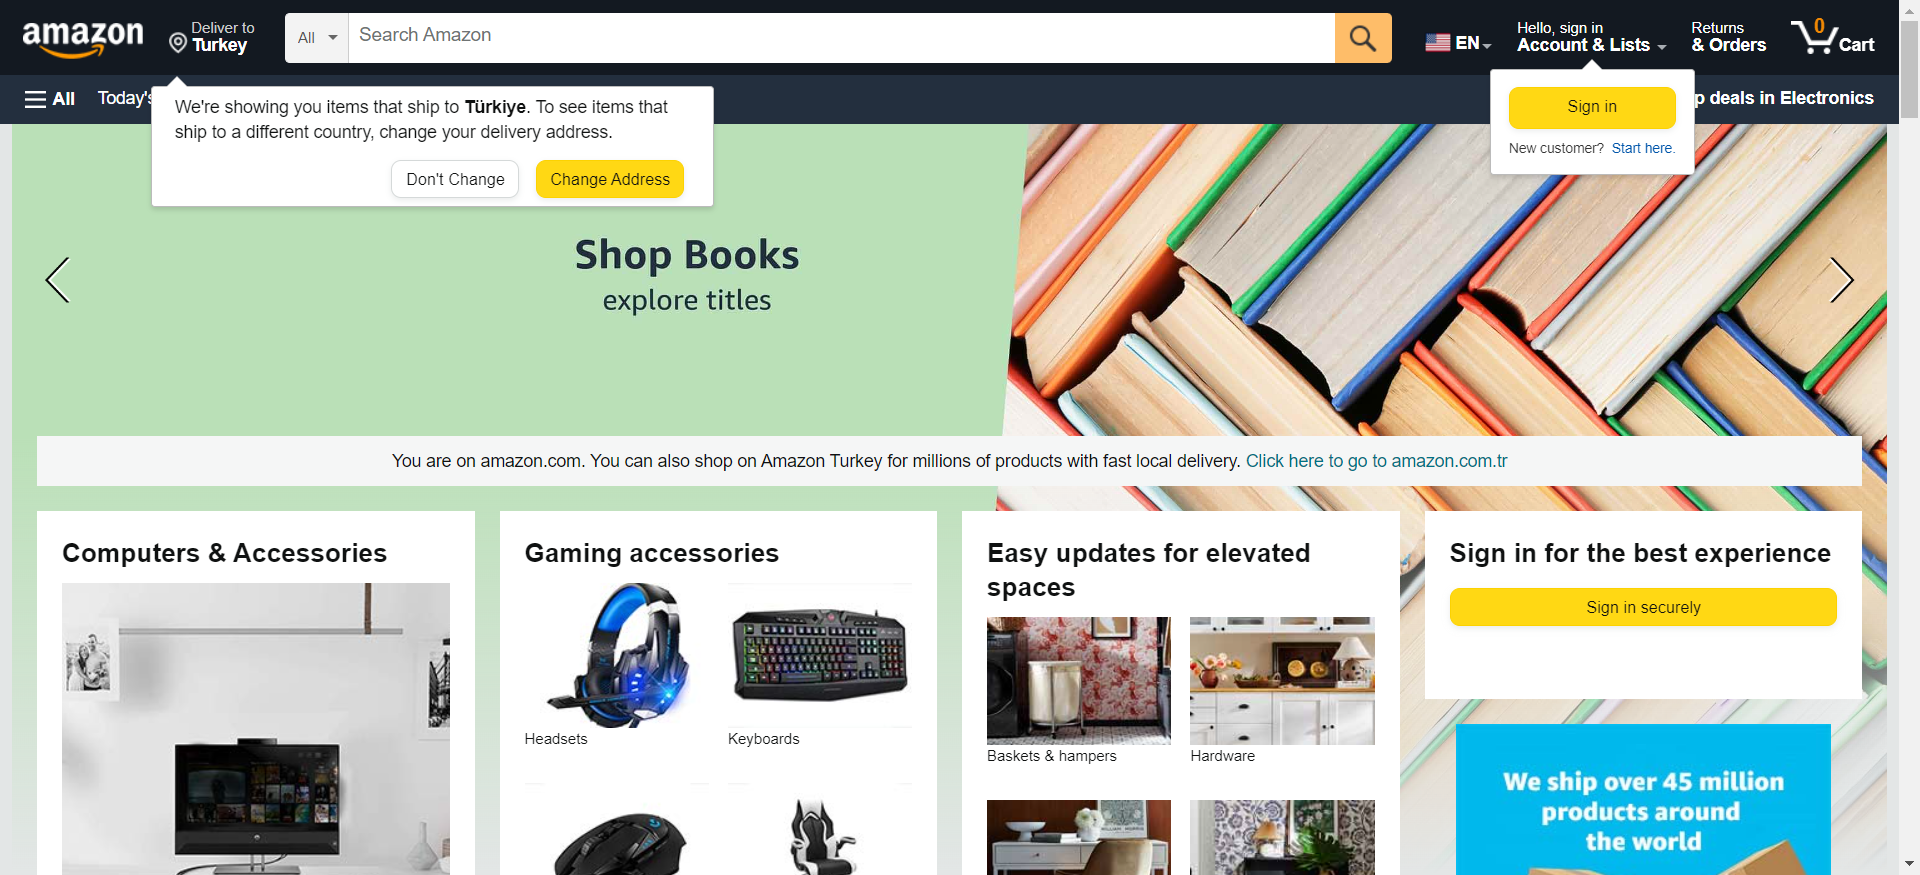 amazon
Deliver to
Turkey
All
Search Amazon
EN
Hello, sign in
Account & Lists
Returns
& Orders
0
Cart
All
Today's
p deals in Electronics
We're showing you items that ship to Türkiye. To see items that
ship to a different country, change your delivery address.
Don't Change
Change Address
Sign in
New customer? Start here.
Shop Books
explore titles
You are on amazon.com. You can also shop on Amazon Turkey for millions of products with fast local delivery. Click here to go to amazon.com.tr
Computers & Accessories
Gaming accessories
Headsets
Keyboards
Easy updates for elevated
spaces
Baskets & hampers
Hardware
Sign in for the best experience
Sign in securely
We ship over 45 million
products around
the world